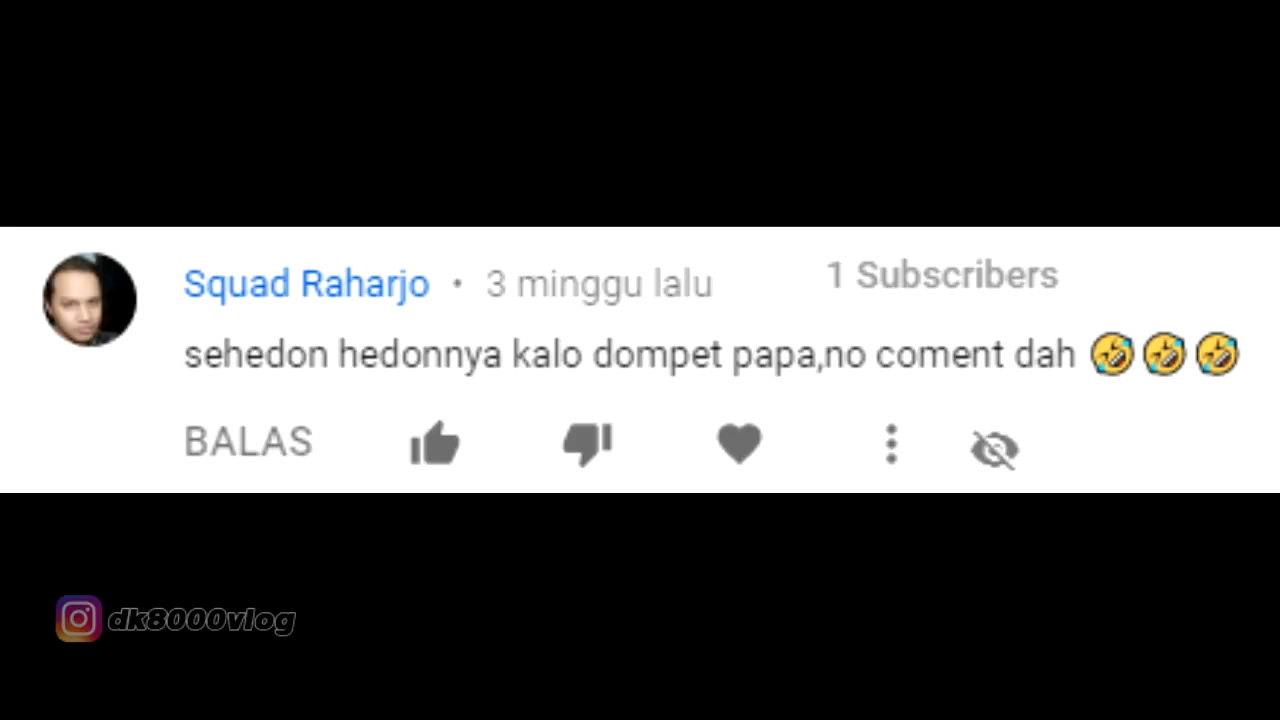 Squad Raharjo • 3 minggu lalu 1 Subscribers
sehedon hedonnya kalo dompet papa,no coment dah 🤣🤣🤣
BALAS
dk8000vlog